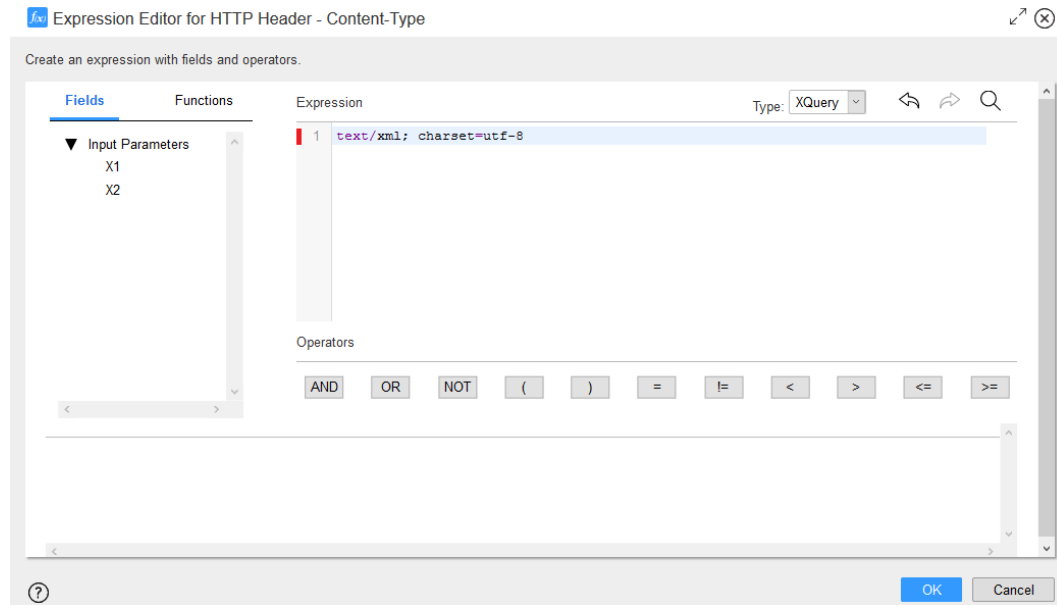 Expression Editor for HTTP Header - Content-Type
Create an expression with fields and operators.
Fields
Functions
Input Parameters
X1
X2
Expression
Type: XQuery
1 text/xml; charset=utf-8
Operators
AND OR NOT ( ) = != < > <= >=
OK Cancel